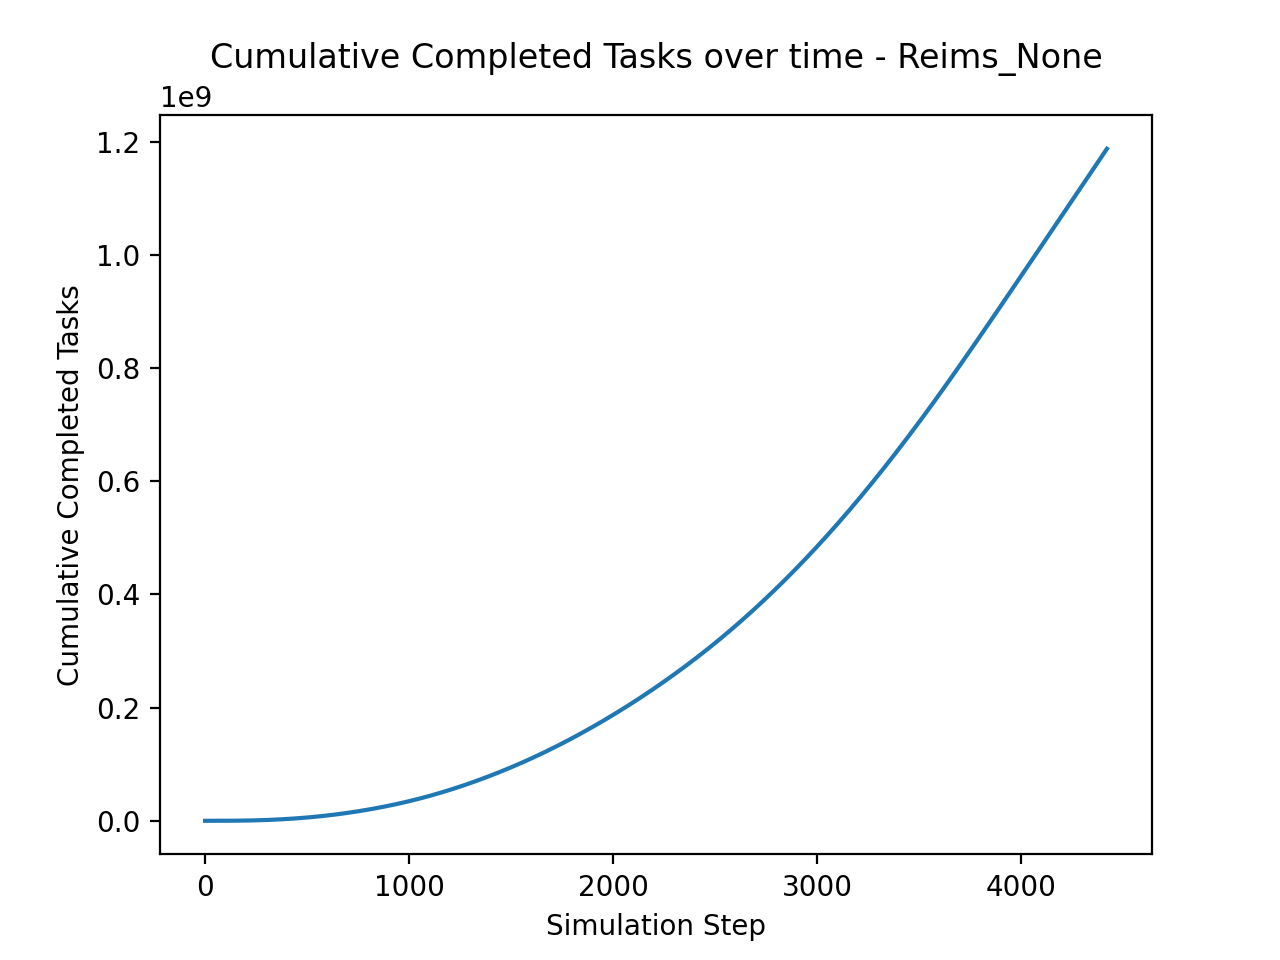 Cumulative Completed Tasks over time - Reims_None
1e9
1.2
1.0
0.8
0.6
0.4
0.2
0.0
Cumulative Completed Tasks
0 1000 2000 3000 4000
Simulation Step